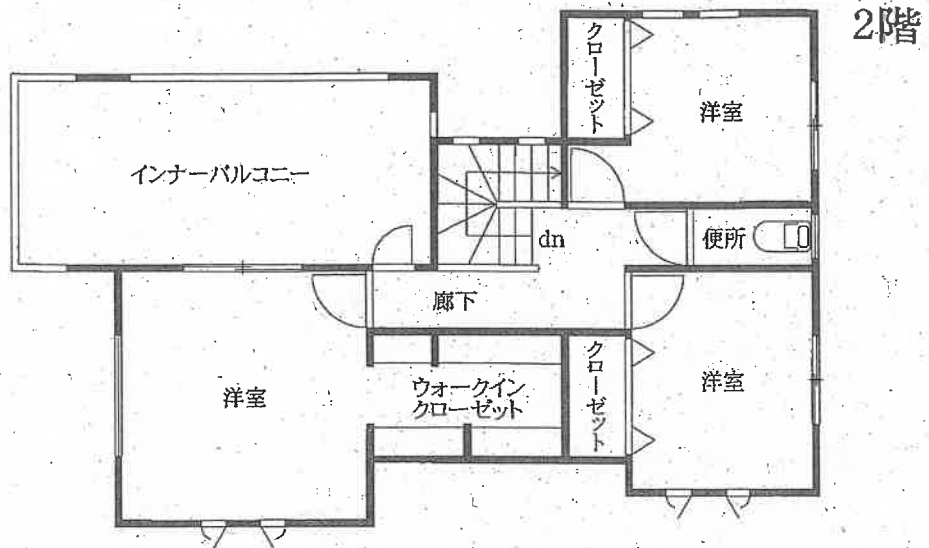 2階
クローゼット
洋室
インナーバルコニー
dn
便所
廊下
洋室
ウォークイン
クローゼット
クローゼット
洋室